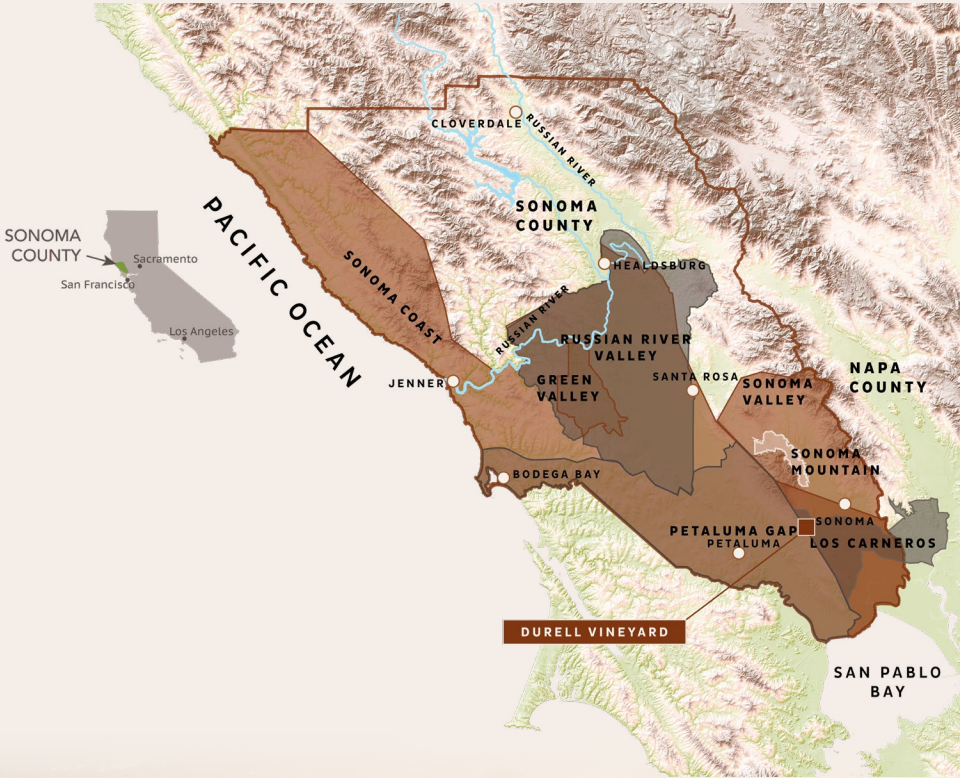 CLOVERDALE
RUSSIAN RIVER
SONOMA
COUNTY
PACIFIC OCEAN
SONOMA
COUNTY
Sacramento
San Francisco
Los Angeles
HEALDSBURG
SONOMA COAST
RUSSIAN RIVER
RUSSIAN RIVER
VALLEY
JENNER
GREEN
VALLEY
SANTA ROSA
SONOMA
VALLEY
NAPA
COUNTY
SONOMA
MOUNTAIN
BODEGA BAY
PETALUMA GAP
PETALUMA
SONOMA
LOS CARNEROS
DURELL VINEYARD
SAN PABLO
BAY